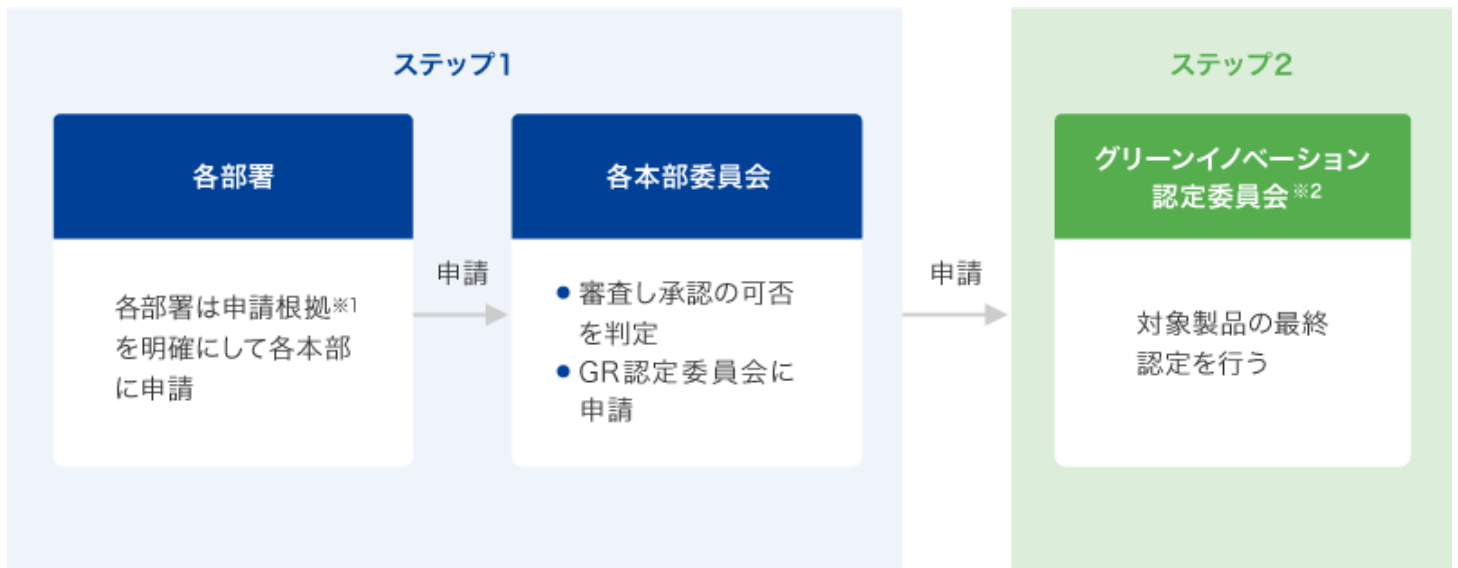 ステップ1
各部署
各部署は申請根拠※1
を明確にして各本部
に申請
申請
各本部委員会
● 審査し承認の可否
を判定
● GR認定委員会に
申請
申請
ステップ2
グリーンイノベーション
認定委員会※2
対象製品の最終
認定を行う